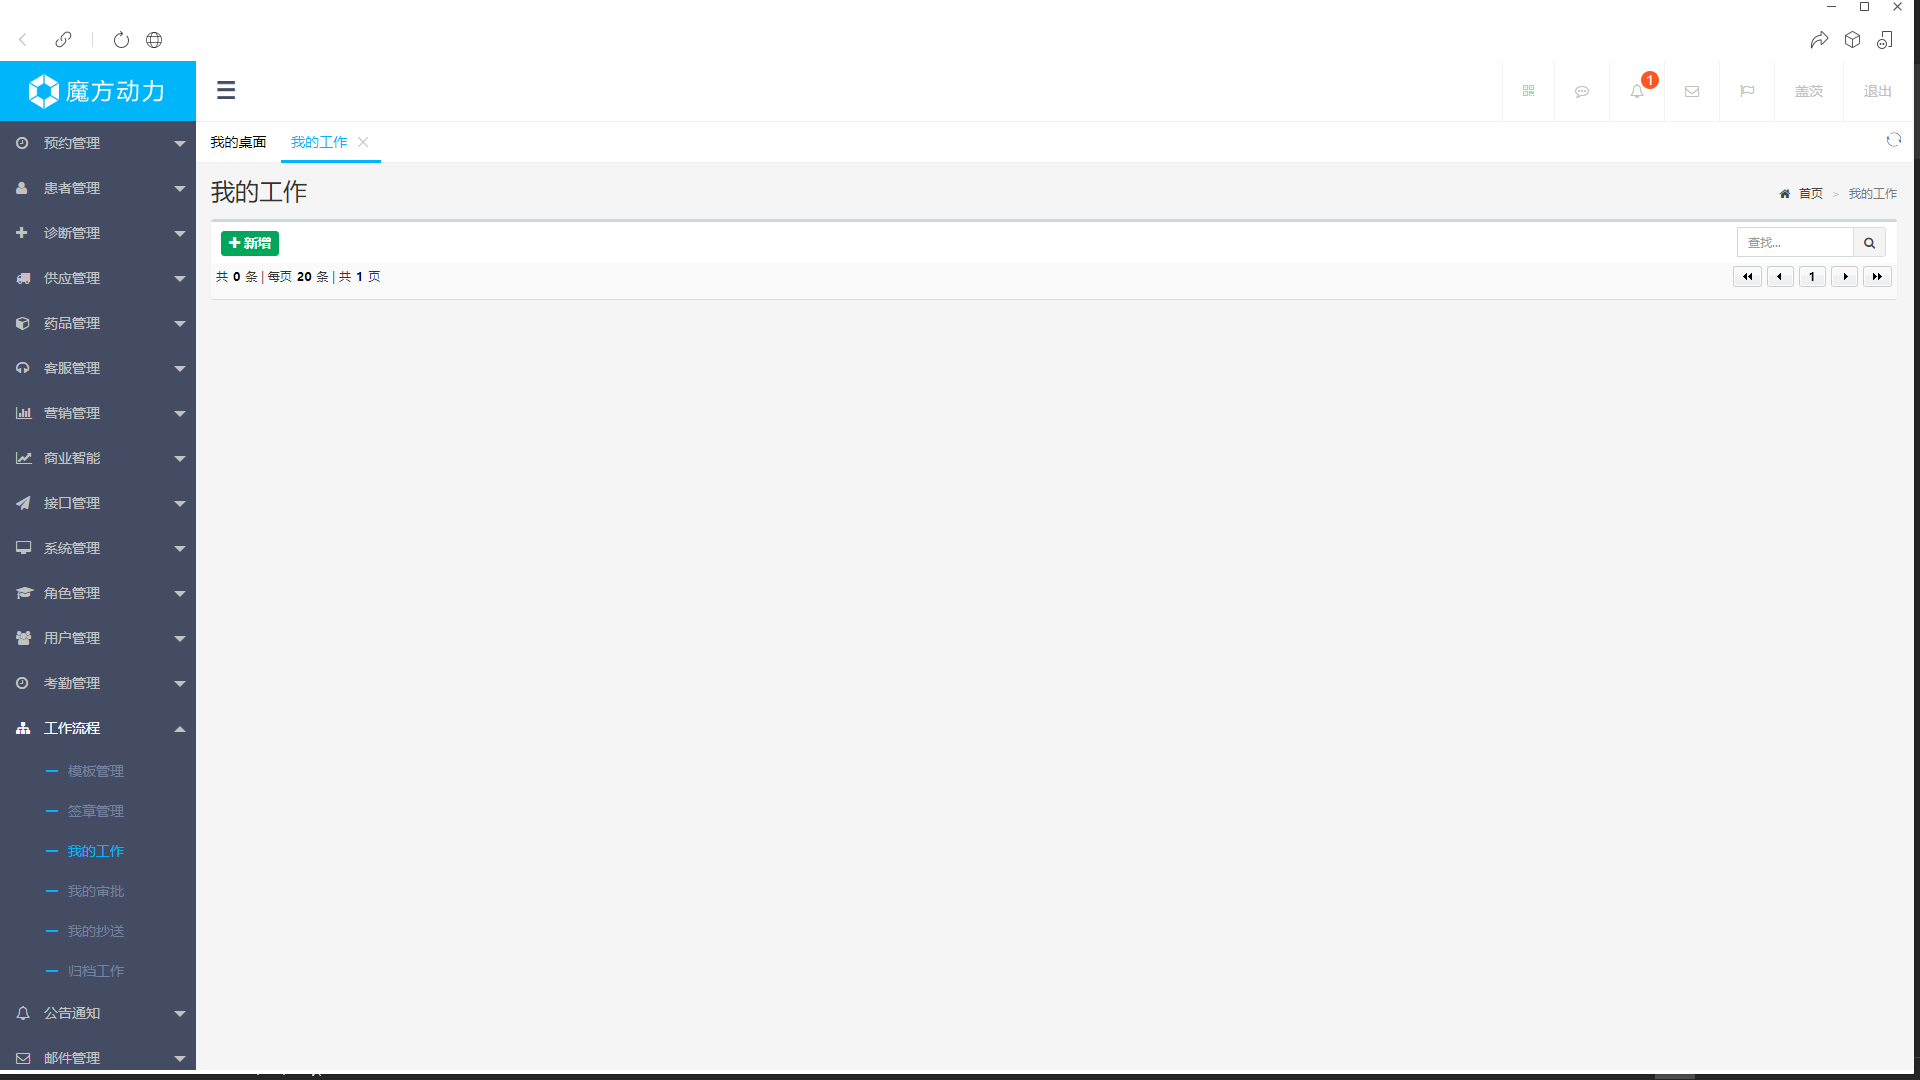 魔方动力
1
盖茨
退出
预约管理
患者管理
诊断管理
供应管理
药品管理
客服管理
营销管理
商业智能
接口管理
系统管理
角色管理
用户管理
考勤管理
工作流程
模板管理
签章管理
我的工作
我的审批
我的抄送
归档工作
公告通知
邮件管理
我的桌面
我的工作
我的工作
首页 > 我的工作
新增
查找...
共 0 条 | 每页 20 条 | 共 1 页
1